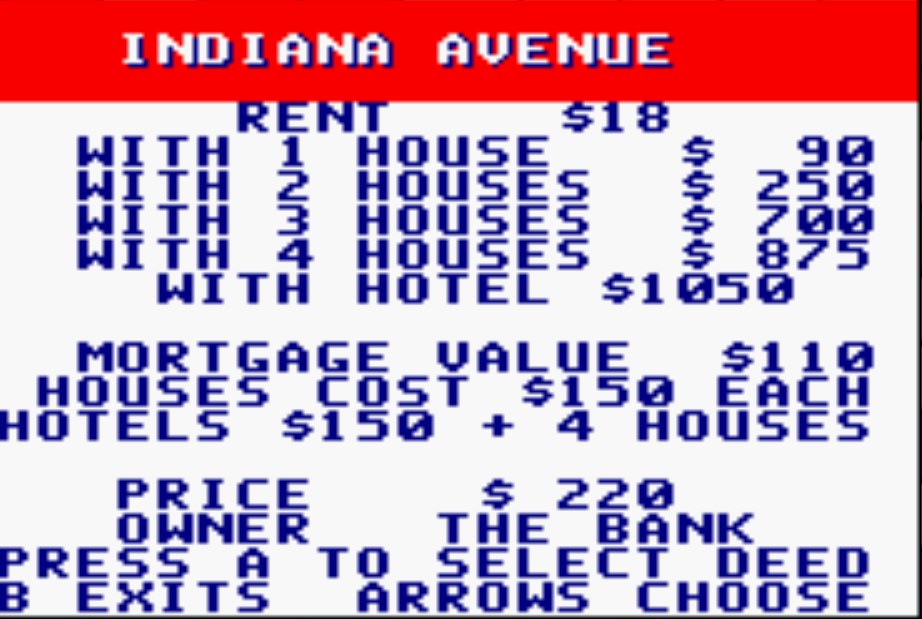 INDIANA AVENUE
RENT $18
WITH 1 HOUSE $ 90
WITH 2 HOUSES $ 250
WITH 3 HOUSES $ 700
WITH 4 HOUSES $ 875
WITH HOTEL $1050
MORTGAGE VALUE $110
HOUSES COST $150 EACH
HOTELS $150 + 4 HOUSES
PRICE $ 220
OWNER THE BANK
PRESS A TO SELECT DEED
B EXITS ARROWS CHOOSE